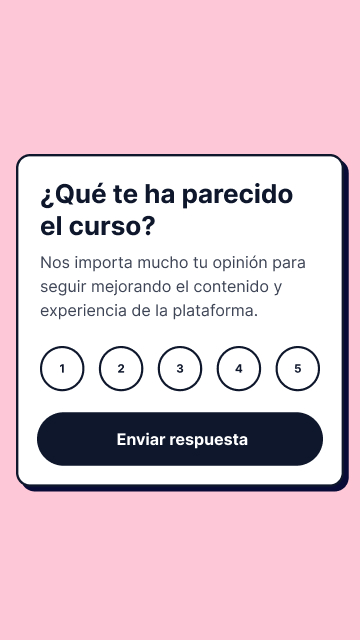 ¿Qué te ha parecido
el curso?
Nos importa mucho tu opinión para
seguir mejorando el contenido y
experiencia de la plataforma.
1 2 3 4 5
Enviar respuesta